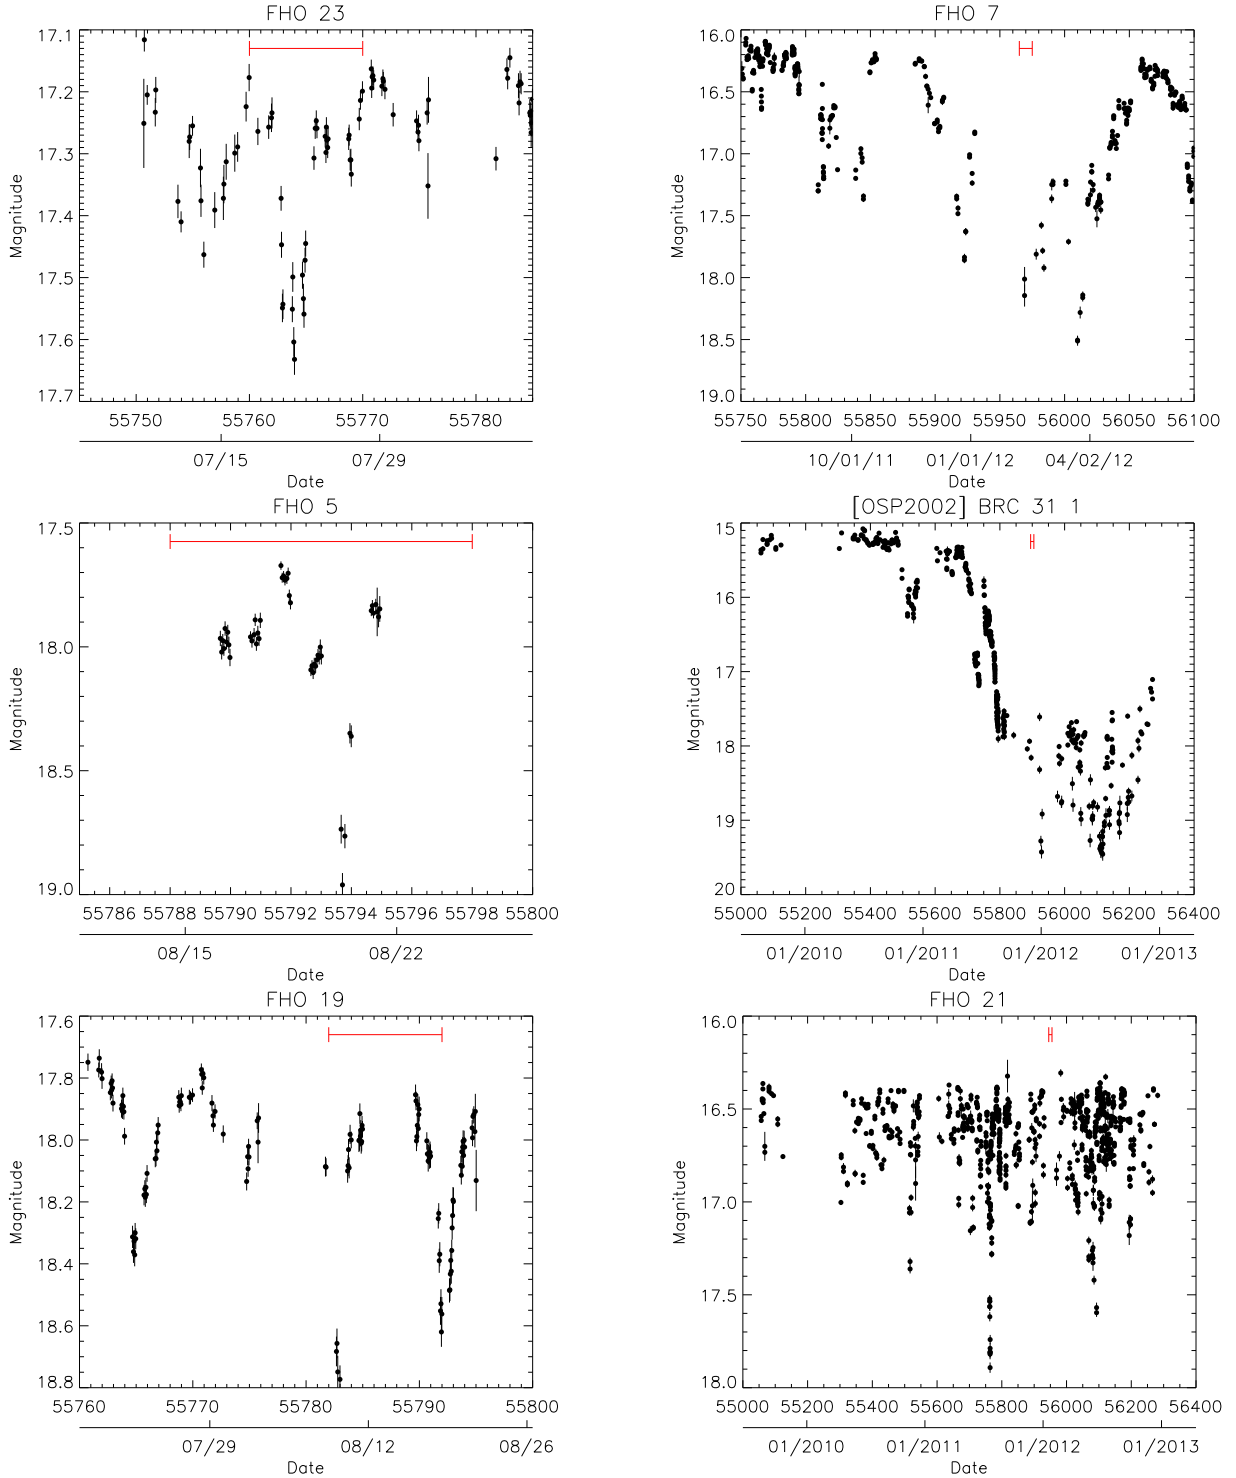 FHO 23
17.1
17.2
17.3
17.4
17.5
17.6
17.7
Magnitude
55750 55760 55770 55780
07/15 07/29
Date
FHO 7
16.0
16.5
17.0
17.5
18.0
18.5
19.0
Magnitude
55750 55800 55850 55900 55950 56000 56050 56100
10/01/11 01/01/12 04/02/12
Date
FHO 5
17.5
18.0
18.5
19.0
Magnitude
55786 55788 55790 55792 55794 55796 55798 55800
08/15 08/22
Date
[OSP2002] BRC 31 1
15
16
17
18
19
20
Magnitude
55000 55200 55400 55600 55800 56000 56200 56400
01/2010 01/2011 01/2012 01/2013
Date
FHO 19
17.6
17.8
18.0
18.2
18.4
18.6
18.8
Magnitude
55760 55770 55780 55790 55800
07/29 08/12 08/26
Date
FHO 21
16.0
16.5
17.0
17.5
18.0
Magnitude
55000 55200 55400 55600 55800 56000 56200 56400
01/2010 01/2011 01/2012 01/2013
Date